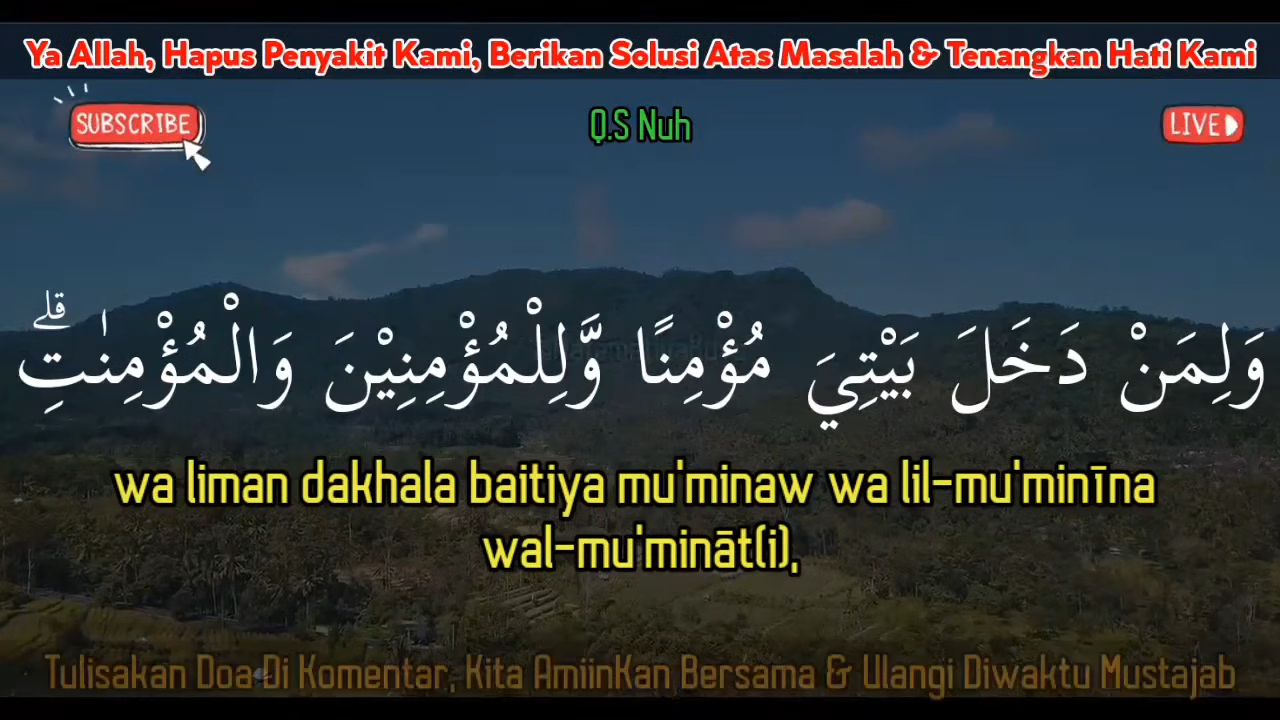 Ya Allah, Hapus Penyakit Kami, Berikan Solusi Atas Masalah & Tenangkan Hati Kami
SUBSCRIBE
Q.S Nuh
LIVE
وَلِمَنْ دَخَلَ بَيْتِيَ مُؤْمِنًا وَّلِلْمُؤْمِنِيْنَ وَالْمُؤْمِنٰتِۗ
wa liman dakhala baitiya mu'minaw wa lil-mu'minīna
wal-mu'mināt(i),
Tulisakan Doa Di Komentar, Kita AmiinKan Bersama & Ulangi Diwaktu Mustajab